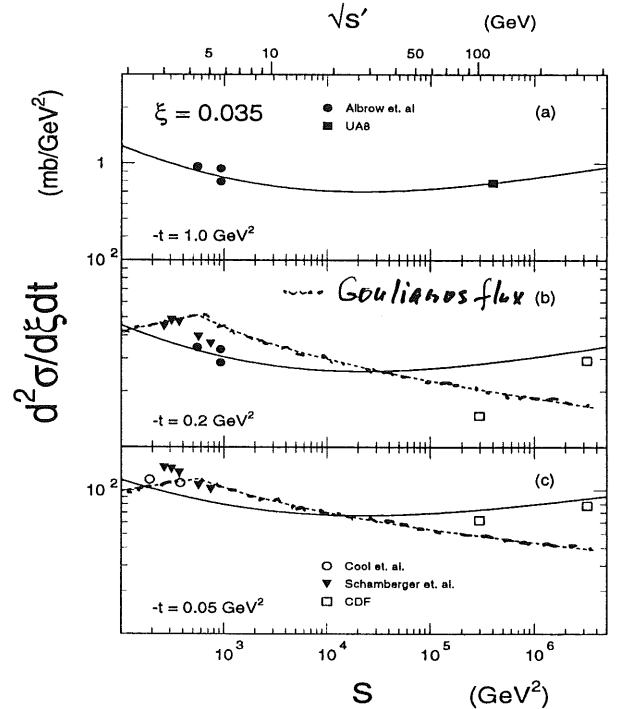 √s′ (GeV)
5 10 50 100
ξ = 0.035
Albrow et. al
UA8
(a)
(mb/GeV²)
1
-t = 1.0 GeV²
10²
Goulianos flux (b)
d²σ/dξdt
-t = 0.2 GeV²
(c)
10²
Cool et. al.
Schamberger et. al.
CDF
-t = 0.05 GeV²
10³ 10⁴ 10⁵ 10⁶
S (GeV²)